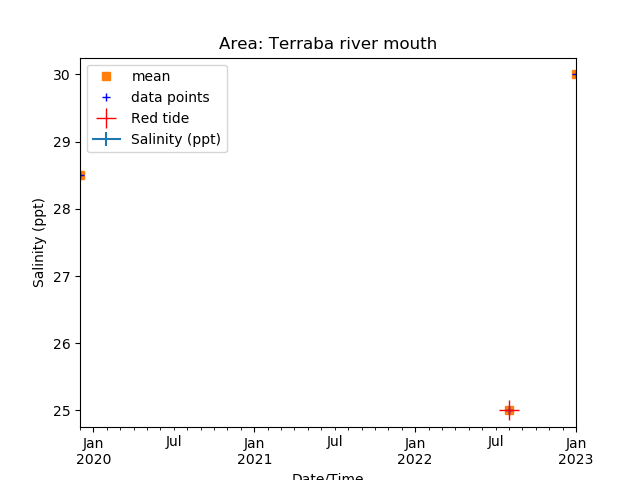 Area: Terraba river mouth
mean
data points
Red tide
Salinity (ppt)
Salinity (ppt)
30
29
28
27
26
25
Jan Jul Jan Jul Jan Jul Jan
2020 2021 2022 2023
Date/Time